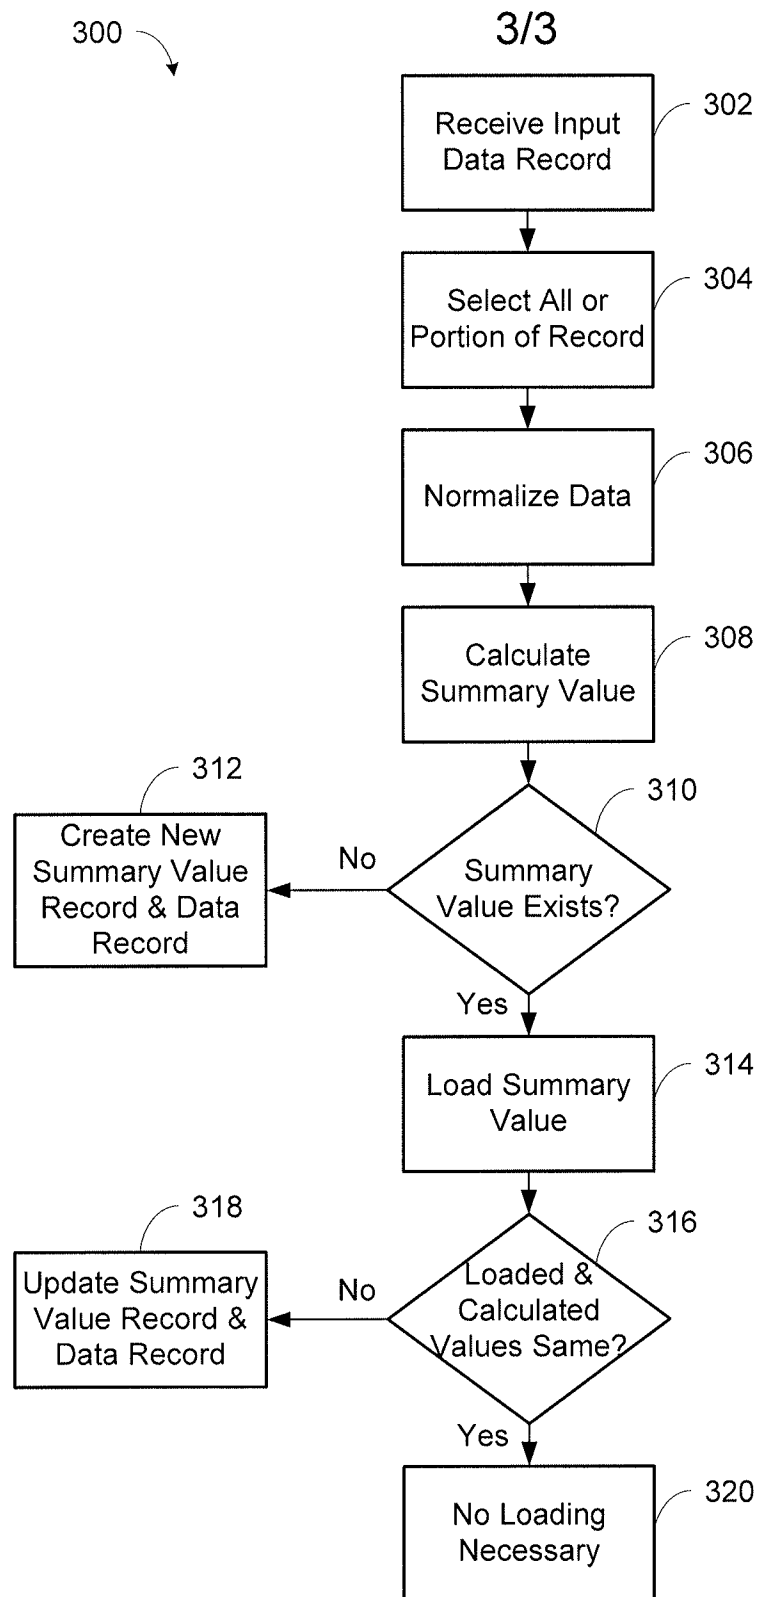 300
3/3
302
Receive Input
Data Record
304
Select All or
Portion of Record
306
Normalize Data
308
Calculate
Summary Value
310
Summary
Value Exists?
No
312
Create New
Summary Value
Record & Data
Record
Yes
314
Load Summary
Value
316
Loaded &
Calculated
Values Same?
No
318
Update Summary
Value Record &
Data Record
Yes
320
No Loading
Necessary